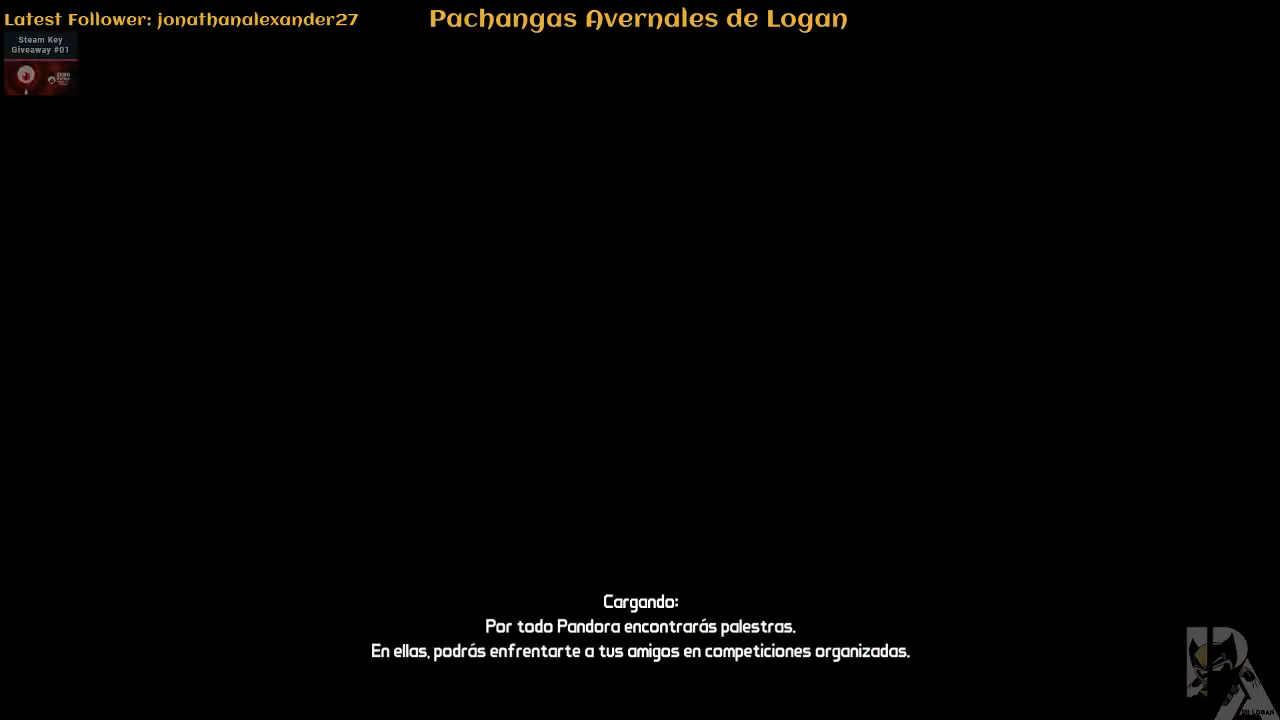 Latest Follower: jonathanalexander27
Pachangas Avernales de Logan
Steam Key
Giveaway #01
Cargando:
Por todo Pandora encontrarás palestras.
En ellas, podrás enfrentarte a tus amigos en competiciones organizadas.